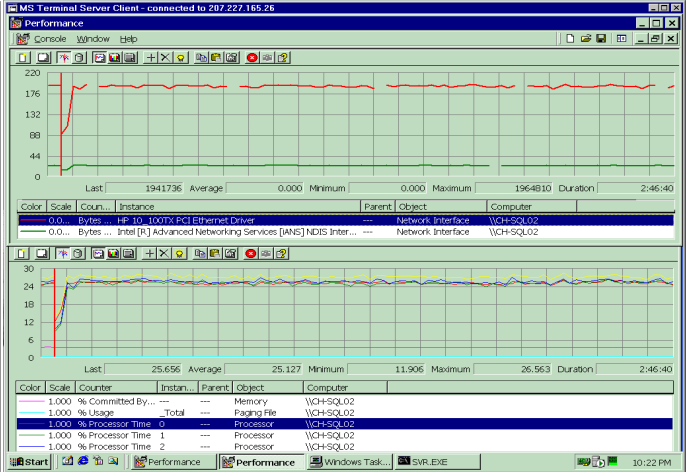 MS Terminal Server Client - connected to 207.227.165.26
Performance
Console Window Help
220
176
132
88
44
0
Last 1941736 Average 0.000 Minimum 0.000 Maximum 1964810 Duration 2:46:40
Color Scale Coun... Instance Parent Object Computer
0.0... Bytes ... HP 10_100TX PCI Ethernet Driver --- Network Interface \\CH-SQL02
0.0... Bytes ... Intel [R] Advanced Networking Services [iANS] NDIS Inter... --- Network Interface \\CH-SQL02
30
24
18
12
6
0
Last 25.656 Average 25.127 Minimum 11.906 Maximum 26.563 Duration 2:46:40
Color Scale Counter Instan... Parent Object Computer
1.000 % Committed By... --- --- Memory \\CH-SQL02
1.000 % Usage _Total --- Paging File \\CH-SQL02
1.000 % Processor Time 0 --- Processor \\CH-SQL02
1.000 % Processor Time 1 --- Processor \\CH-SQL02
1.000 % Processor Time 2 --- Processor \\CH-SQL02
Start Performance Performance Windows Task... SVR.EXE 10:22 PM